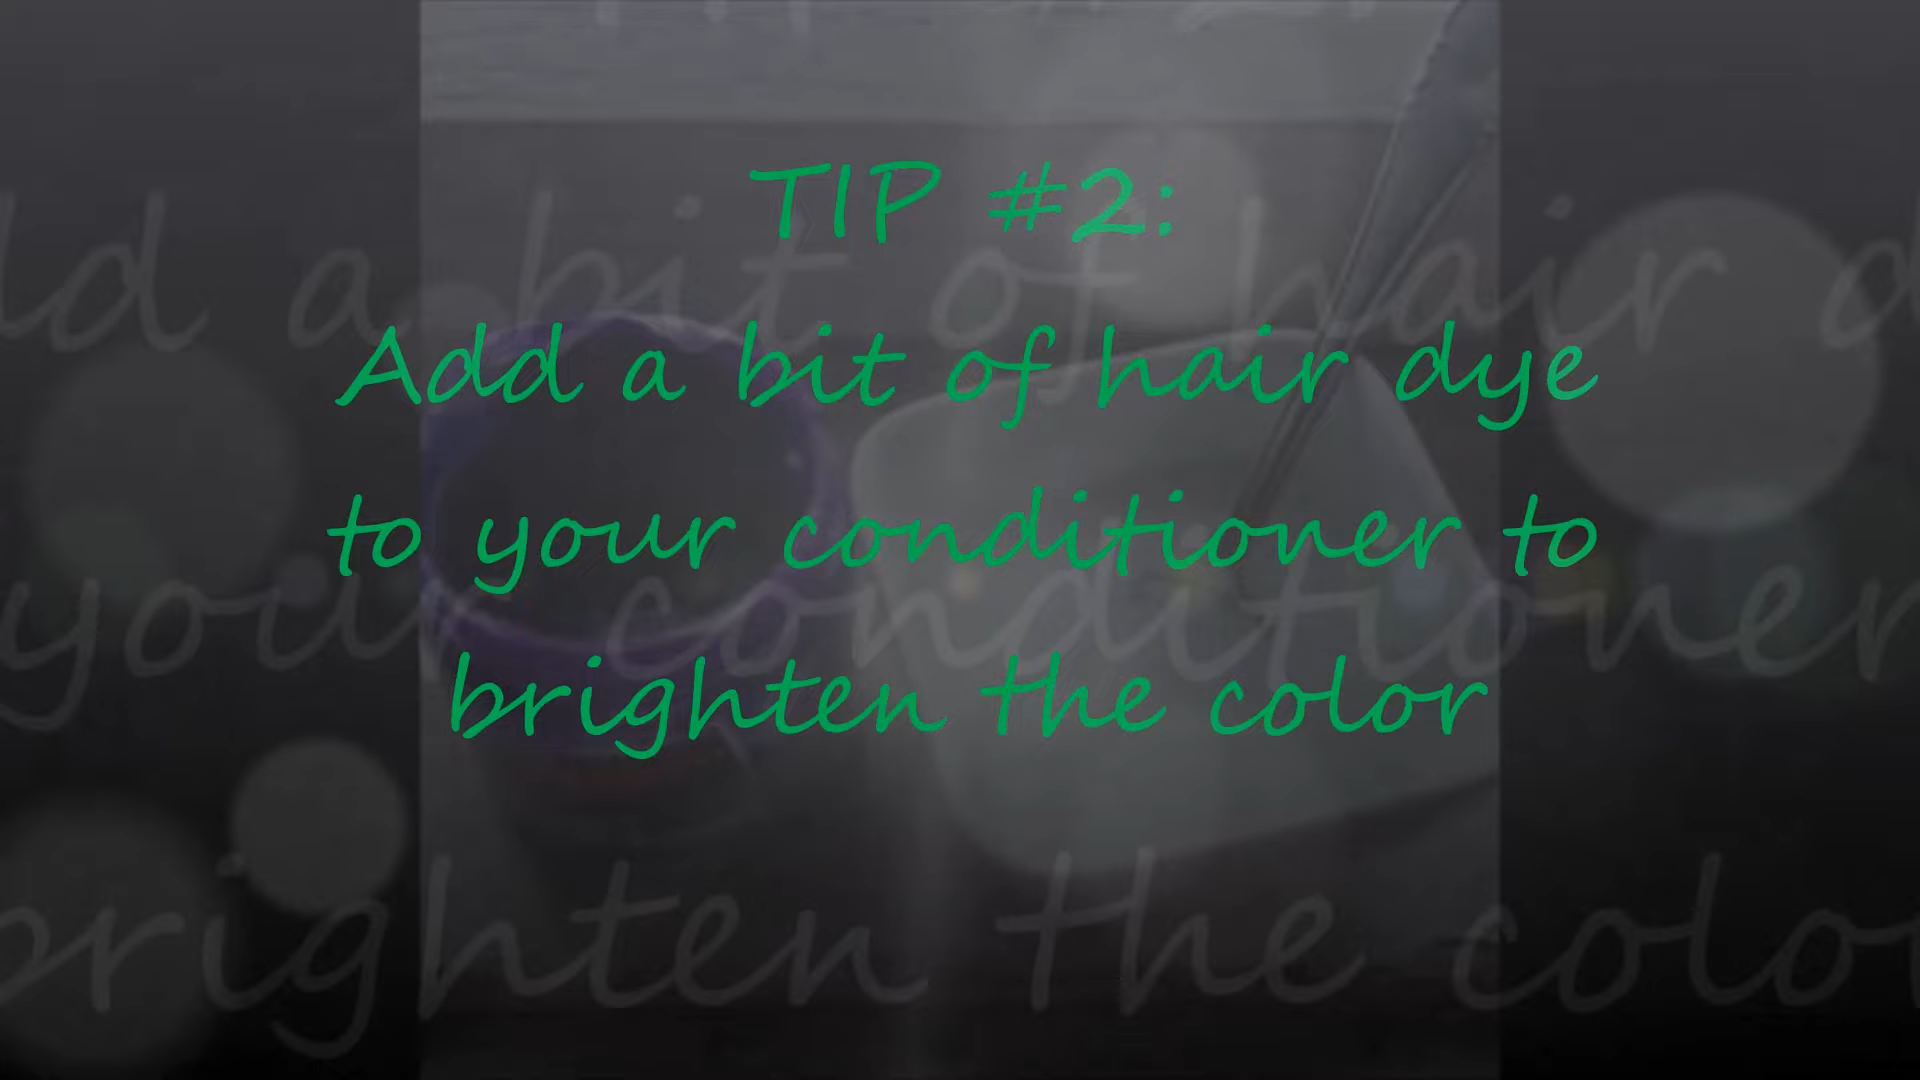 TIP #2:
Add a bit of hair dye
to your conditioner to
brighten the color